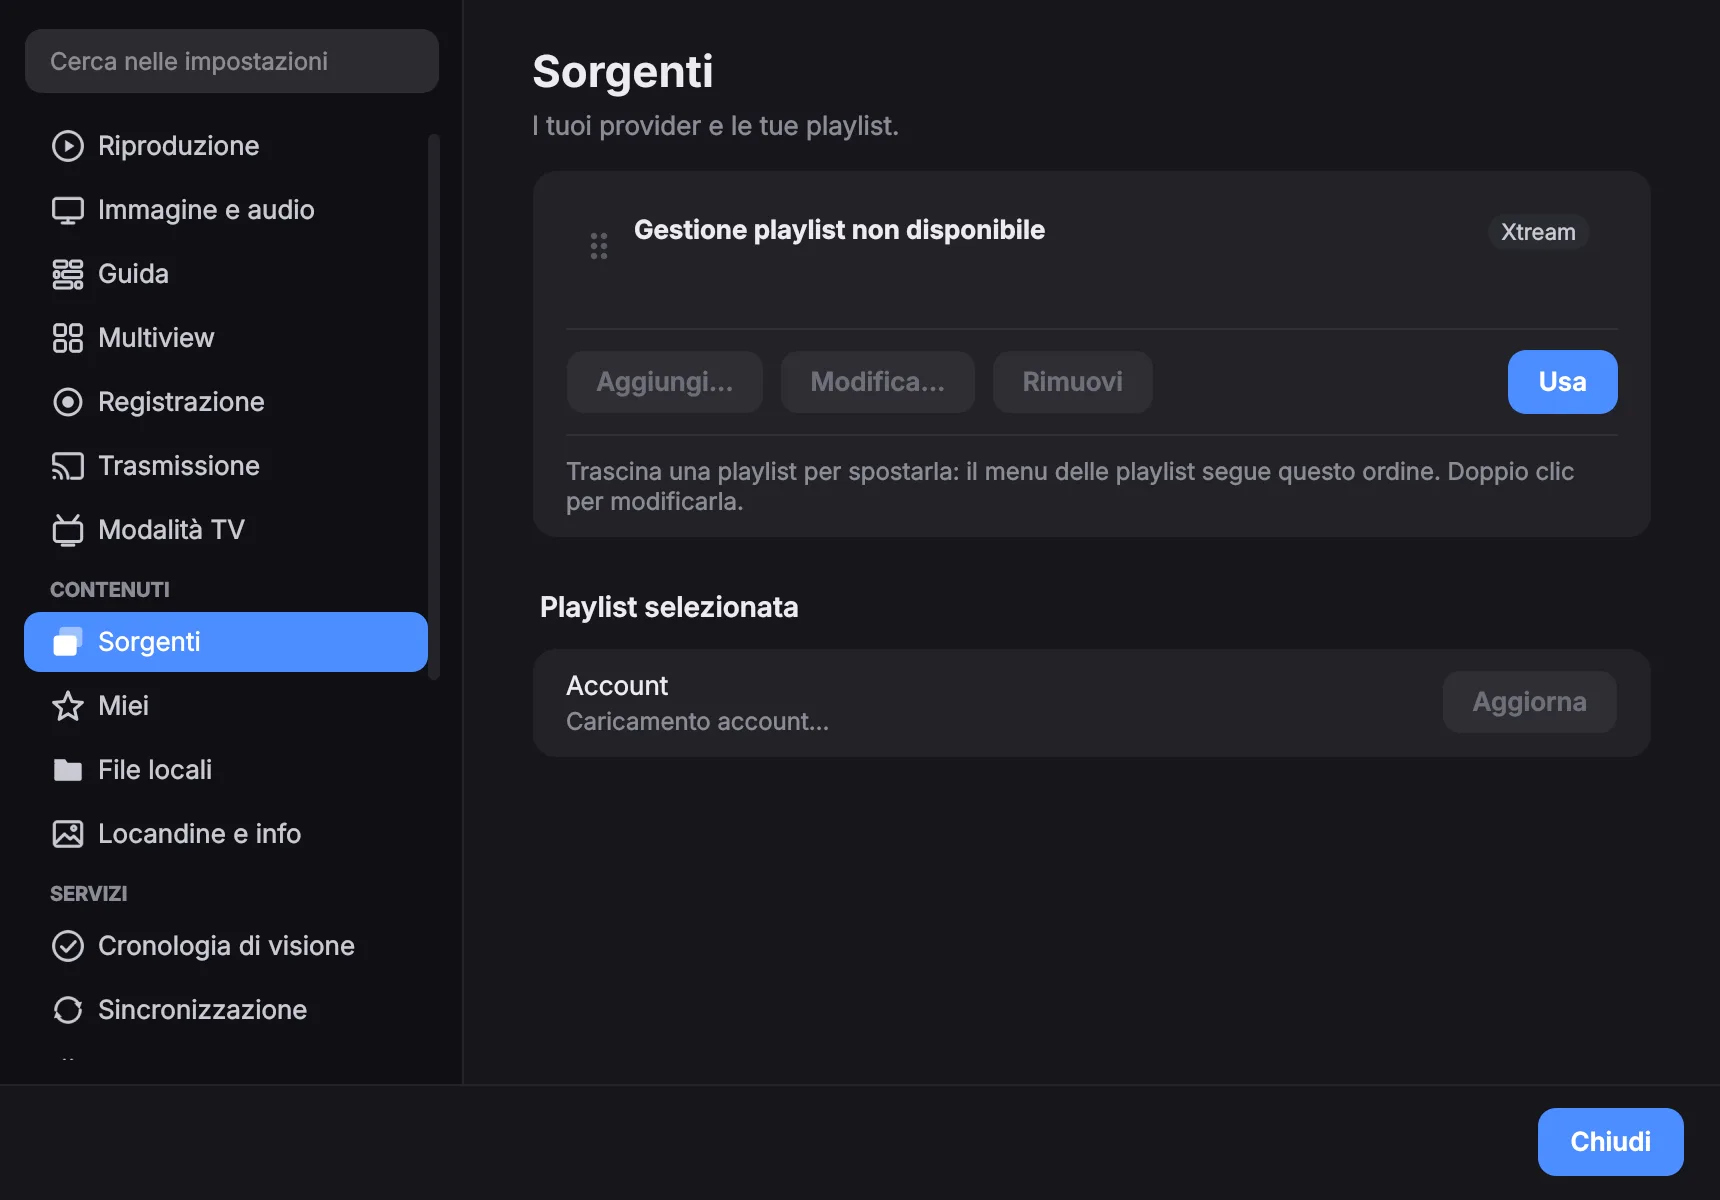 Cerca nelle impostazioni
Riproduzione
Immagine e audio
Guida
Multiview
Registrazione
Trasmissione
Modalità TV
CONTENUTI
Sorgenti
Miei
File locali
Locandine e info
SERVIZI
Cronologia di visione
Sincronizzazione
Sorgenti
I tuoi provider e le tue playlist.
Gestione playlist non disponibile
Xtream
Aggiungi...
Modifica...
Rimuovi
Usa
Trascina una playlist per spostarla: il menu delle playlist segue questo ordine. Doppio clic
per modificarla.
Playlist selezionata
Account
Caricamento account...
Aggiorna
Chiudi